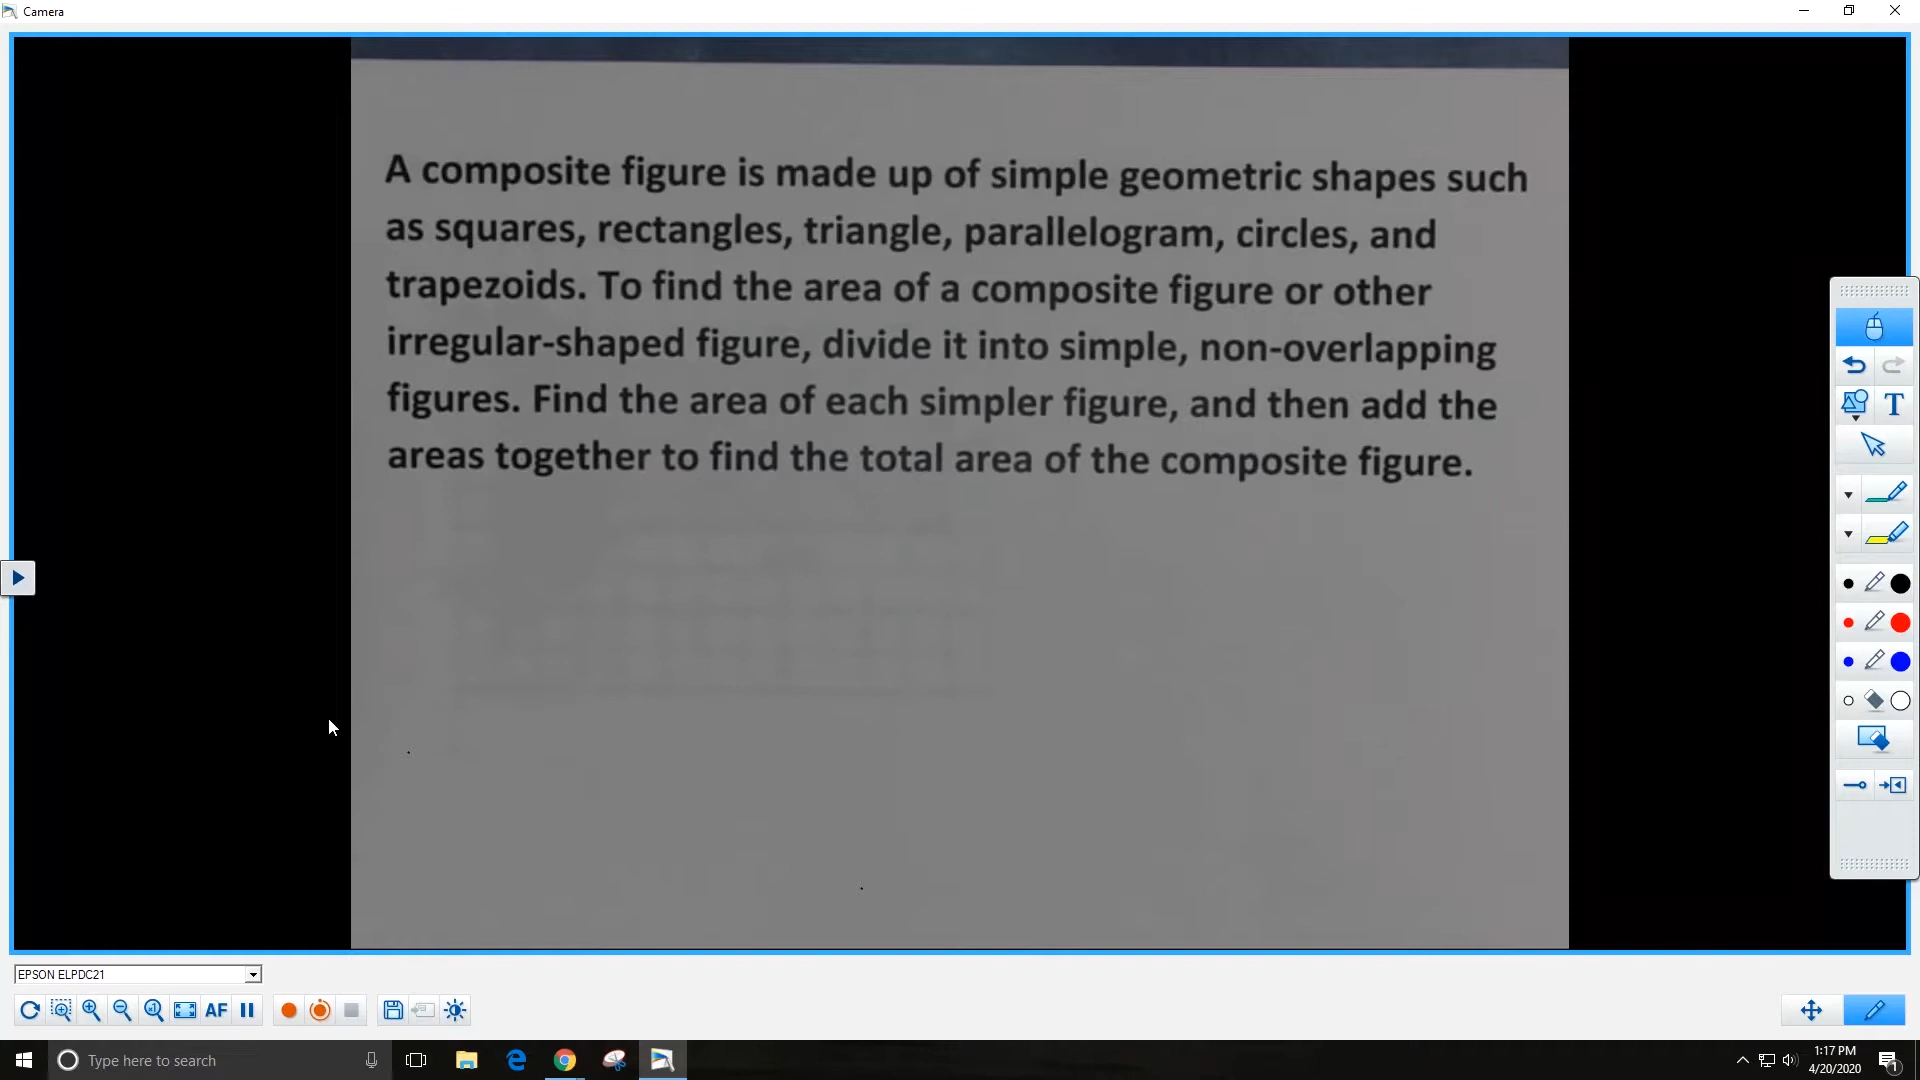 Camera
A composite figure is made up of simple geometric shapes such
as squares, rectangles, triangle, parallelogram, circles, and
trapezoids. To find the area of a composite figure or other
irregular-shaped figure, divide it into simple, non-overlapping
figures. Find the area of each simpler figure, and then add the
areas together to find the total area of the composite figure.
T
EPSON ELPDC21
AF
Type here to search
1:17 PM
4/20/2020
1